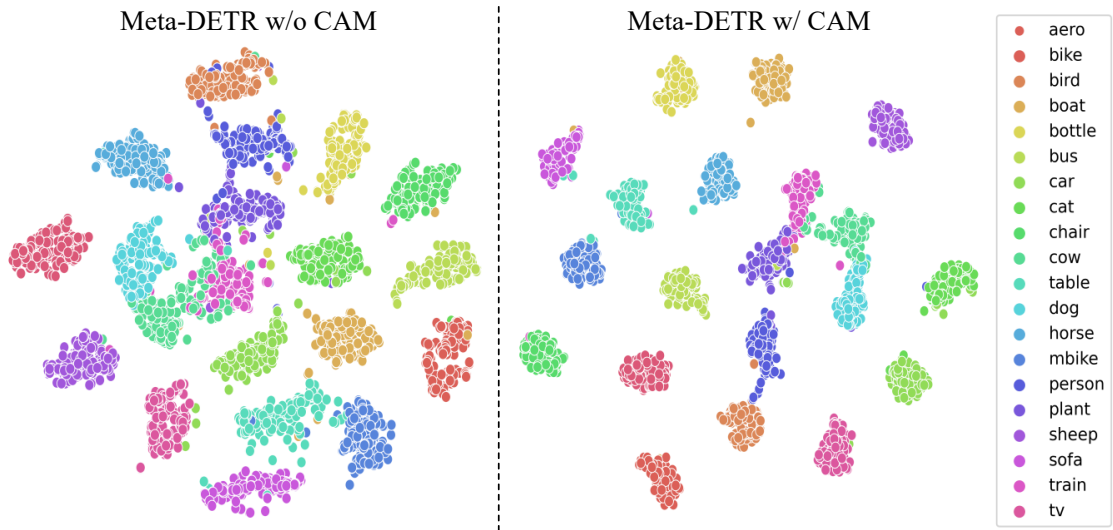 Meta-DETR w/o CAM
Meta-DETR w/ CAM
aero
bike
bird
boat
bottle
bus
car
cat
chair
cow
table
dog
horse
mbike
person
plant
sheep
sofa
train
tv